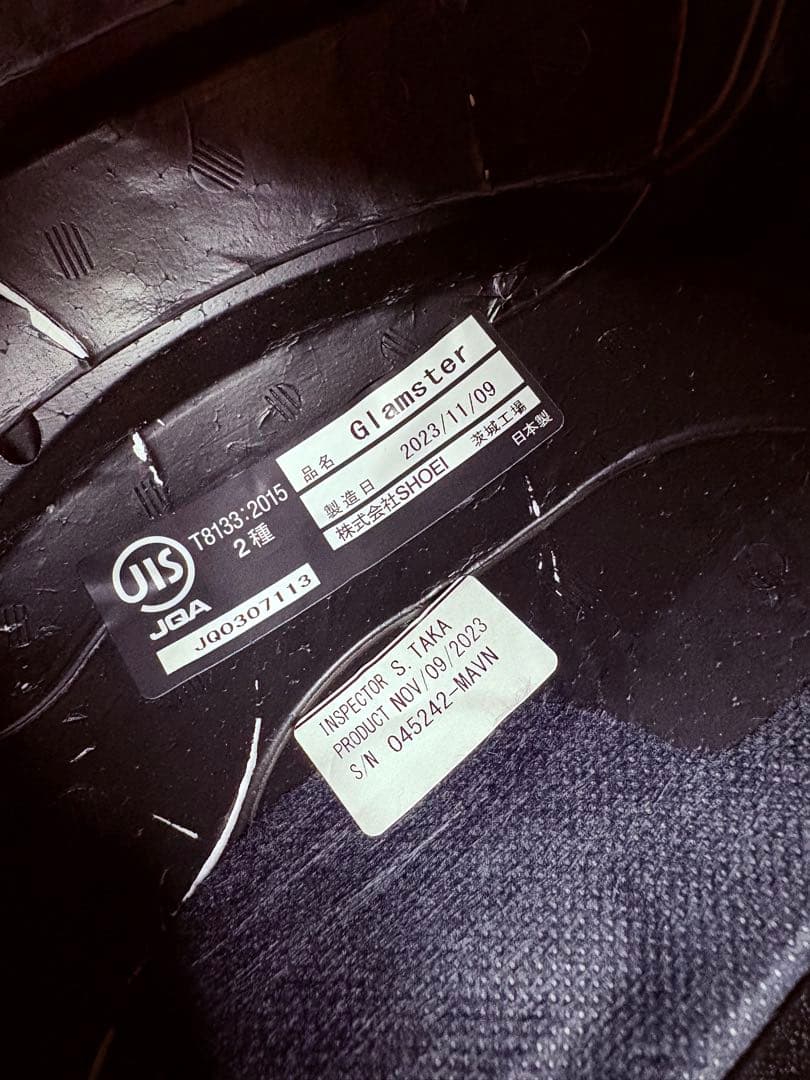 JIS
JQA
T8133:2015
2種
JQ0307113
品名 Glamster
製造日 2023/11/09
株式会社SHOEI 茨城工場
日本製
INSPECTOR S. TAKA
PRODUCT NOV/09/2023
S/N 045242-MAVN